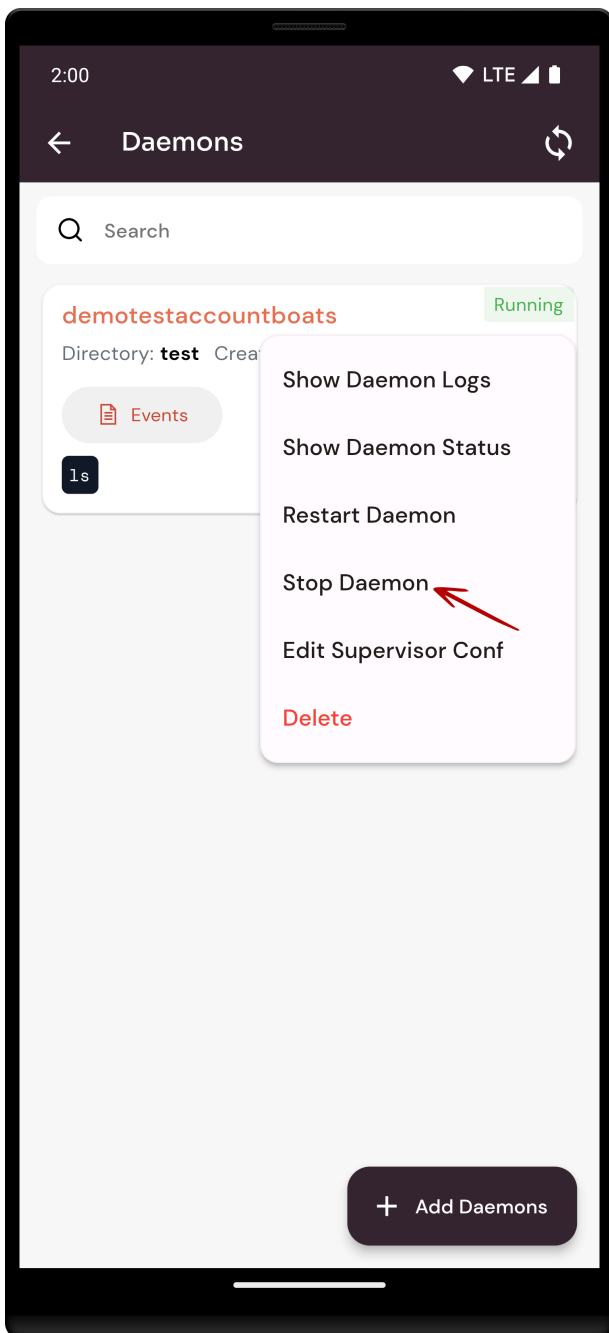 2:00 LTE
Daemons
Search
demotestaccountboats
Running
Directory: test
Events
ls
Show Daemon Logs
Show Daemon Status
Restart Daemon
Stop Daemon
Edit Supervisor Conf
Delete
Add Daemons